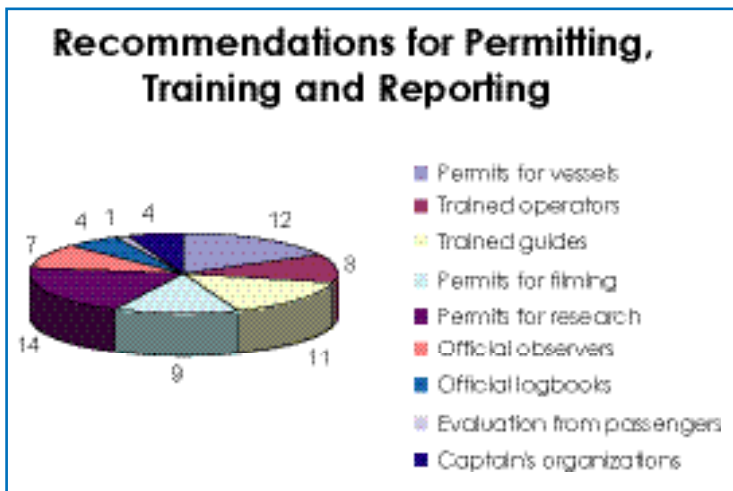 Recommendations for Permitting,
Training and Reporting
4
1
4
12
7
8
14
9
11
Permits for vessels
Trained operators
Trained guides
Permits for filming
Permits for research
Official observers
Official logbooks
Evaluation from passengers
Captain's organizations